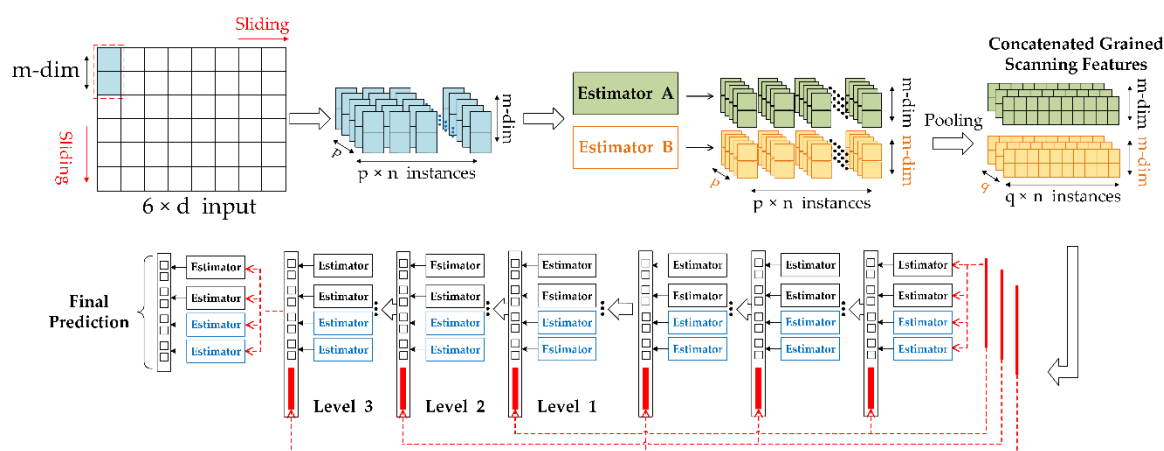 Sliding
m-dim
Sliding
6 × d input
m-dim
p
p × n instances
Estimator A
Estimator B
m-dim
m-dim
p
p × n instances
Pooling
Concatenated Grained
Scanning Features
m-dim
m-dim
q
q × n instances
Final
Prediction
Estimator
Estimator
Estimator
Estimator
Estimator
Estimator
Estimator
Estimator
Level 3
Estimator
Estimator
Estimator
Estimator
Level 2
Estimator
Estimator
Estimator
Estimator
Level 1
Estimator
Estimator
Estimator
Estimator
Estimator
Estimator
Estimator
Estimator
Estimator
Estimator
Estimator
Estimator